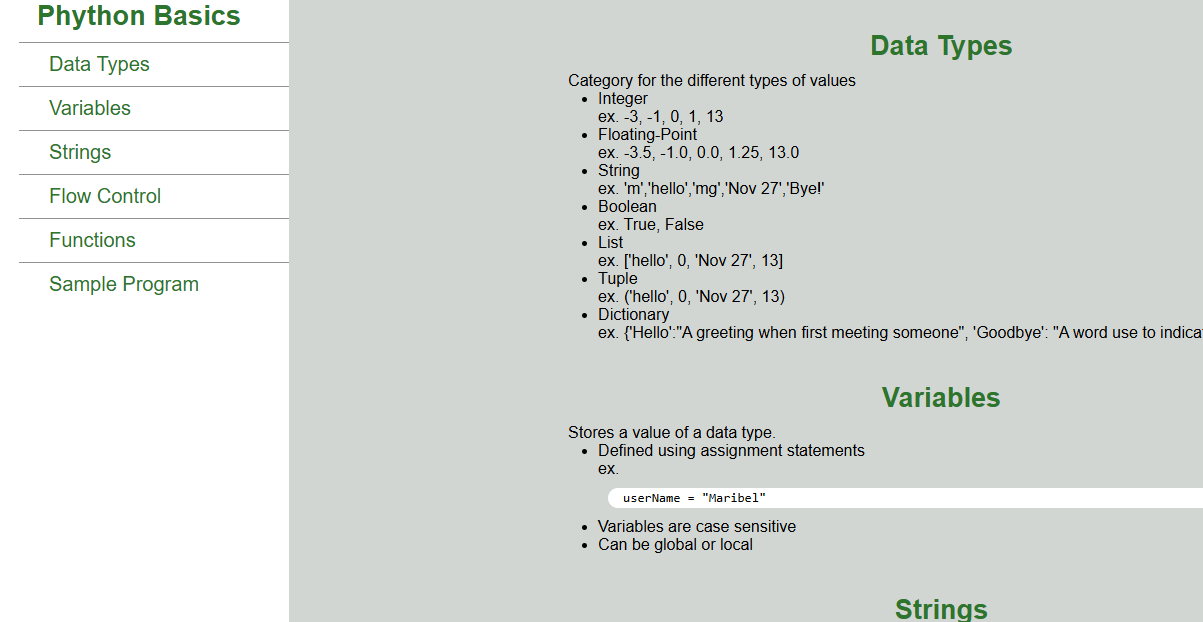 Phython Basics
Data Types
Variables
Strings
Flow Control
Functions
Sample Program
Data Types
Category for the different types of values
Integer
ex. -3, -1, 0, 1, 13
Floating-Point
ex. -3.5, -1.0, 0.0, 1.25, 13.0
String
ex. 'm','hello','mg','Nov 27','Bye!'
Boolean
ex. True, False
List
ex. ['hello', 0, 'Nov 27', 13]
Tuple
ex. ('hello', 0, 'Nov 27', 13)
Dictionary
ex. {'Hello':"A greeting when first meeting someone", 'Goodbye': "A word use to indica
Variables
Stores a value of a data type.
Defined using assignment statements
ex.
userName = "Maribel"
Variables are case sensitive
Can be global or local
Strings